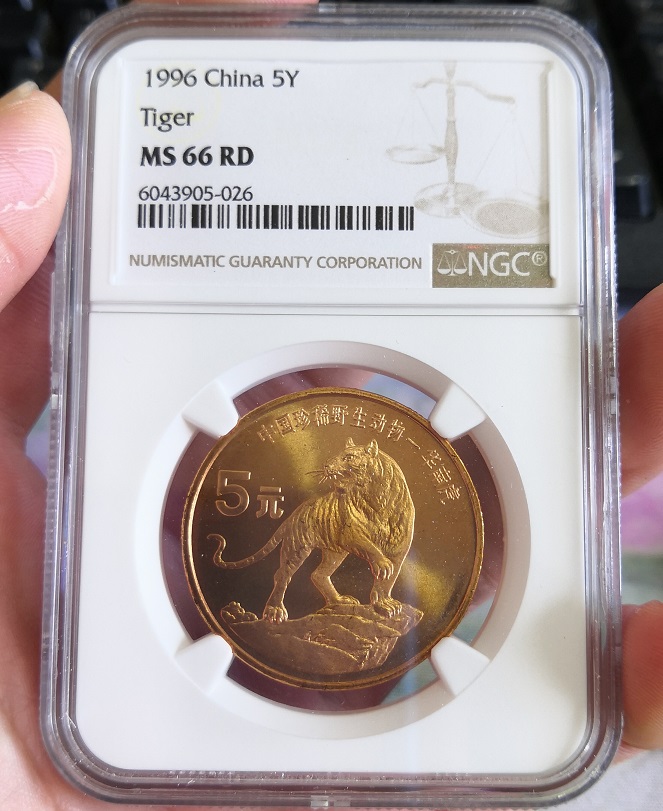 1996 China 5Y
Tiger
MS 66 RD
6043905-026
NUMISMATIC GUARANTY CORPORATION
NGC®
中国珍稀野生动物—华南虎
5元